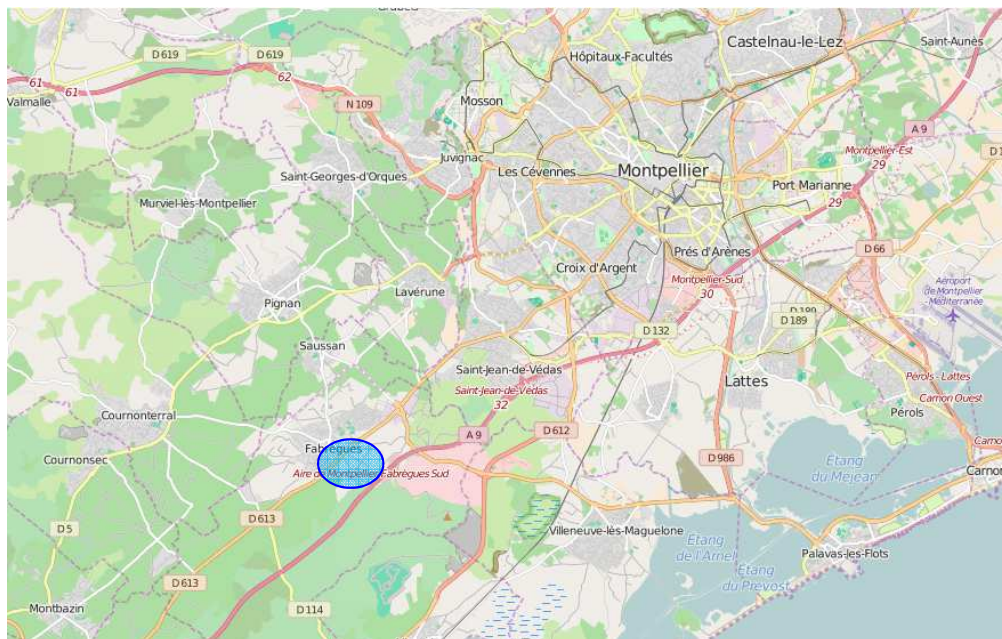 D 619
D 619
61
61
62
Valmalle
N 109
Mosson
Hôpitaux-Facultés
Castelnau-le-Lez
Saint-Aunès
A 9
Montpellier-Est
29
Juvignac
Les Cévennes
Montpellier
Port Marianne
29
Saint-Georges-d'Orques
Murviel-lès-Montpellier
Prés d'Arènes
D 66
Croix d'Argent
Montpellier-Sud
30
Aéroport
de Montpellier
Méditerranée
Lavérune
Pignan
D 189
D 189
D 132
Saussan
Saint-Jean-de-Védas
Saint-Jean-de-Védas
32
Lattes
Pérols - Lattes
Carnon Ouest
Pérols
Cournonterral
A 9
D 612
Fabrègues
Cournonsec
Aire de Montpellier Fabrègues Sud
D 986
Étang
du Méjean
D 5
D 613
Villeneuve-lès-Maguelone
Étang
de l'Arnel
Palavas-les-Flots
Étang
du Prévost
D 613
Montbazin
D 114